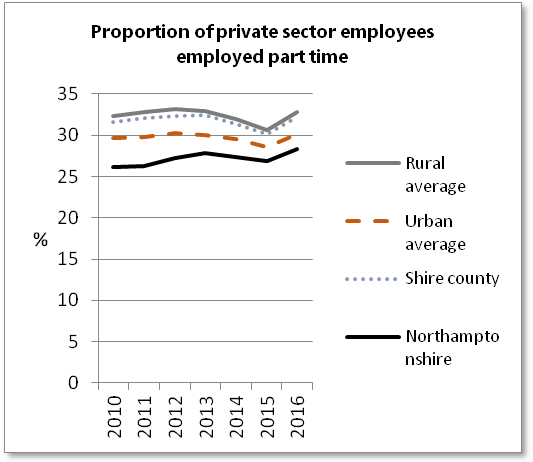 Proportion of private sector employees
employed part time
35
30
25
20
15
10
5
0
%
2010
2011
2012
2013
2014
2015
2016
Rural
average
Urban
average
Shire county
Northampto
nshire